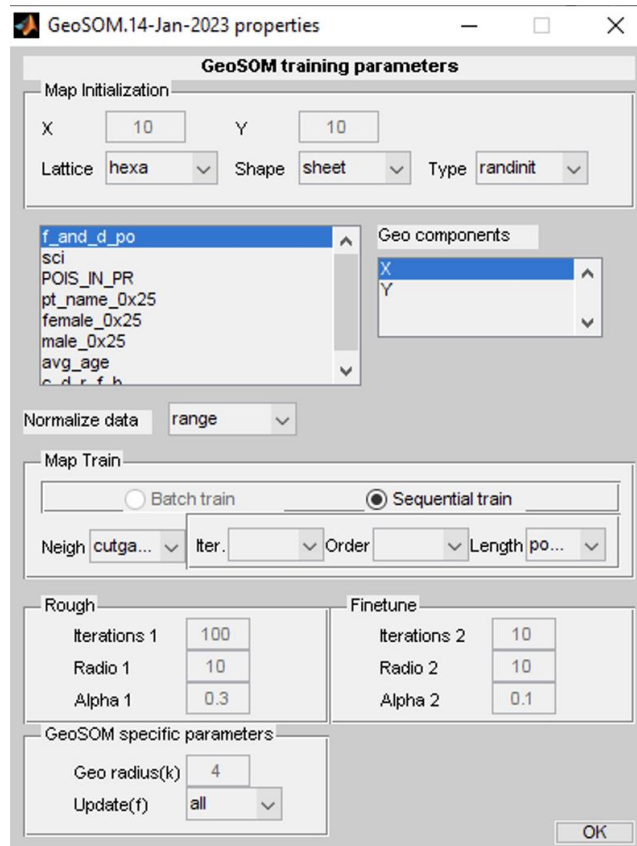 GeoSOM.14-Jan-2023 properties
GeoSOM training parameters
Map Initialization
X 10 Y 10
Lattice hexa Shape sheet Type randinit
f_and_d_po
sci
POIS_IN_PR
pt_name_0x25
female_0x25
male_0x25
avg_age
Geo components
X
Y
Normalize data range
Map Train
Batch train Sequential train
Neigh cutga... Iter. Order Length po...
Rough
Iterations 1 100
Radio 1 10
Alpha 1 0.3
Finetune
Iterations 2 10
Radio 2 10
Alpha 2 0.1
GeoSOM specific parameters
Geo radius(k) 4
Update(f) all
OK